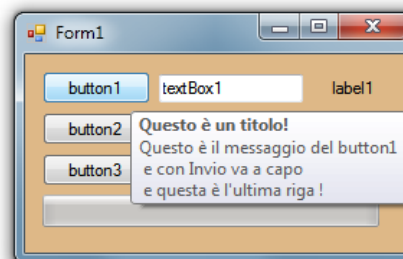 Form1
button1 textBox1 label1
button2
Questo è un titolo!
Questo è il messaggio del button1
e con Invio va a capo
e questa è l'ultima riga !
button3